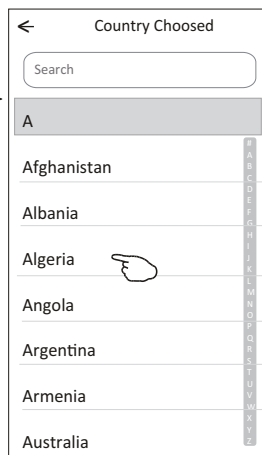 ← Country Choosed
Search
A
Afghanistan
Albania
Algeria
Angola
Argentina
Armenia
Australia
#
A
B
C
D
E
F
G
H
I
J
K
L
M
N
O
P
Q
R
S
T
U
V
W
X
Y
Z